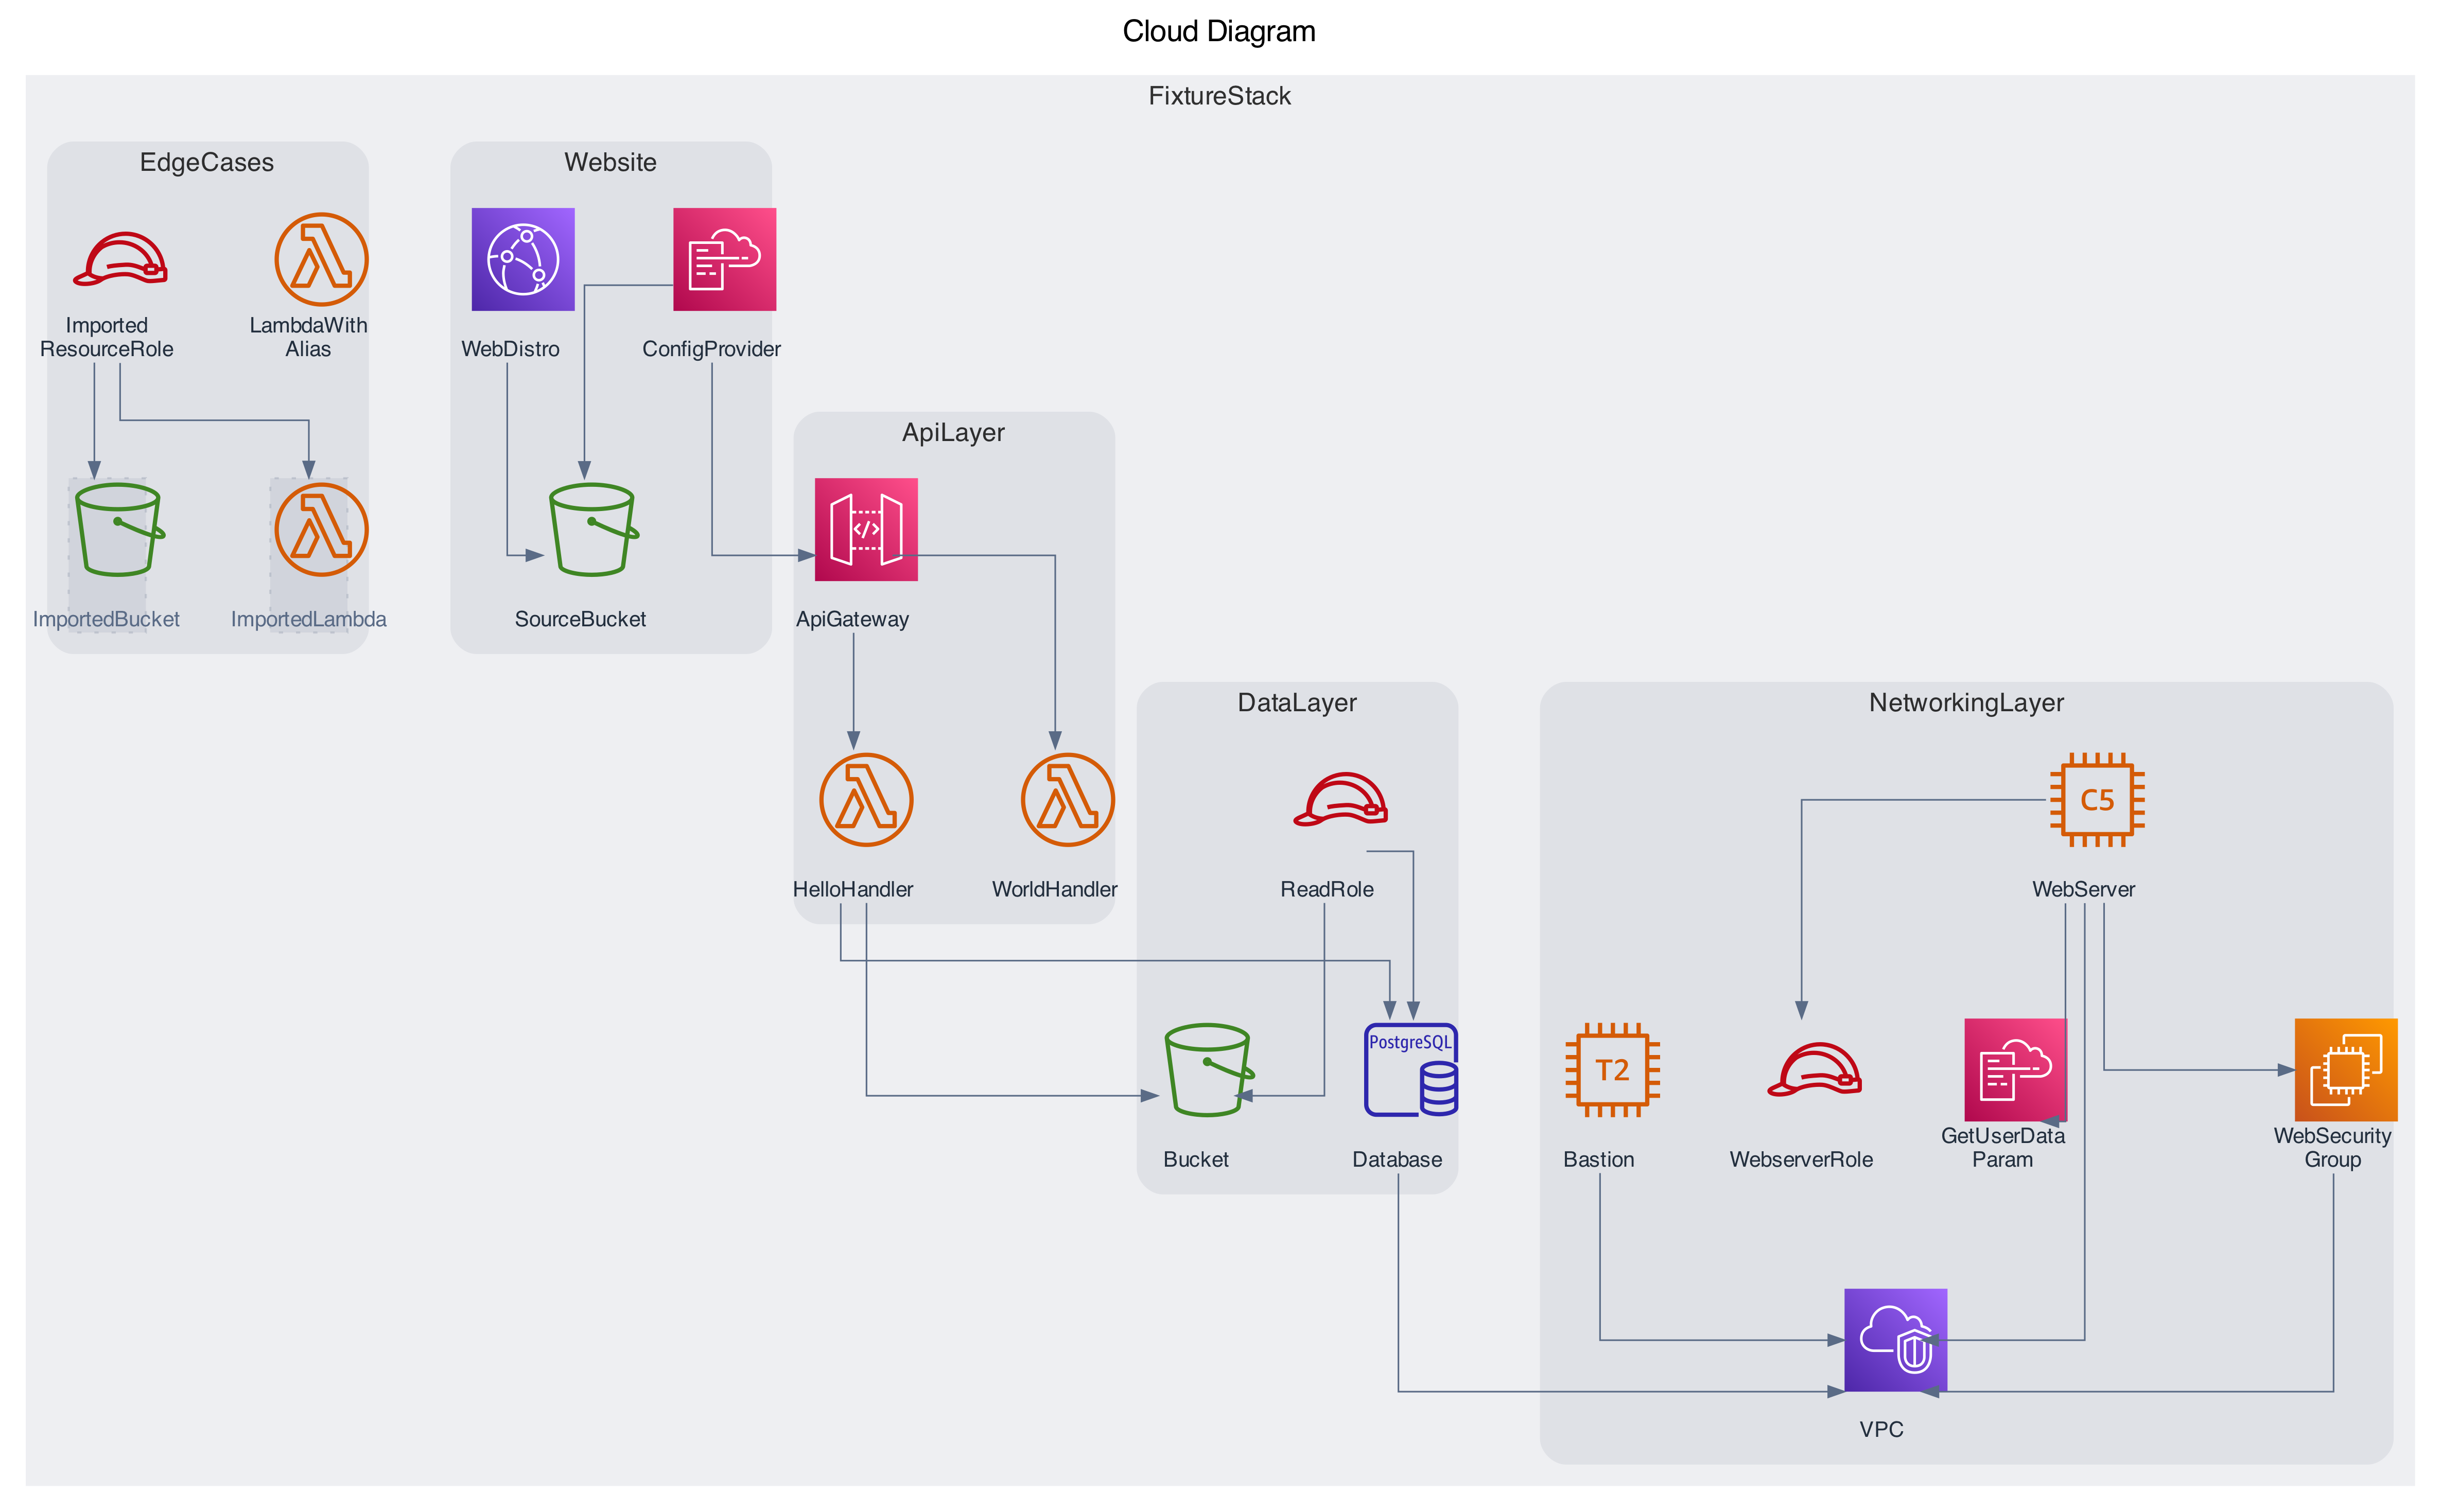 Cloud Diagram
FixtureStack
EdgeCases
Imported
ResourceRole
LambdaWith
Alias
ImportedBucket
ImportedLambda
Website
WebDistro
ConfigProvider
SourceBucket
ApiLayer
</>
ApiGateway
HelloHandler
WorldHandler
DataLayer
ReadRole
Bucket
PostgreSQL
Database
NetworkingLayer
C5
WebServer
T2
Bastion
WebserverRole
GetUserData
Param
WebSecurity
Group
VPC